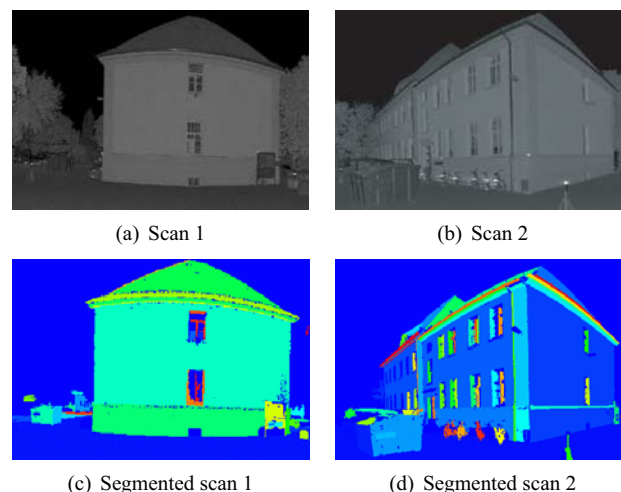 (a) Scan 1
(b) Scan 2
(c) Segmented scan 1
(d) Segmented scan 2